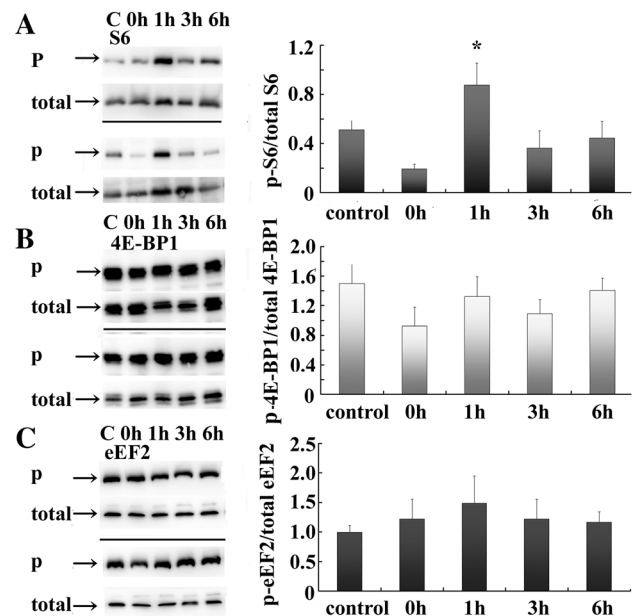 A
C 0h 1h 3h 6h
S6
P
total
p
total
p-S6/total S6
1.2
0.8
0.4
0
*
control 0h 1h 3h 6h
B
C 0h 1h 3h 6h
4E-BP1
p
total
p
total
p-4E-BP1/total 4E-BP1
2.0
1.6
1.2
0.8
0.4
0
control 0h 1h 3h 6h
C
C 0h 1h 3h 6h
eEF2
p
total
p
total
p-eEF2/total eEF2
2.5
2.0
1.5
1.0
0.5
0
control 0h 1h 3h 6h